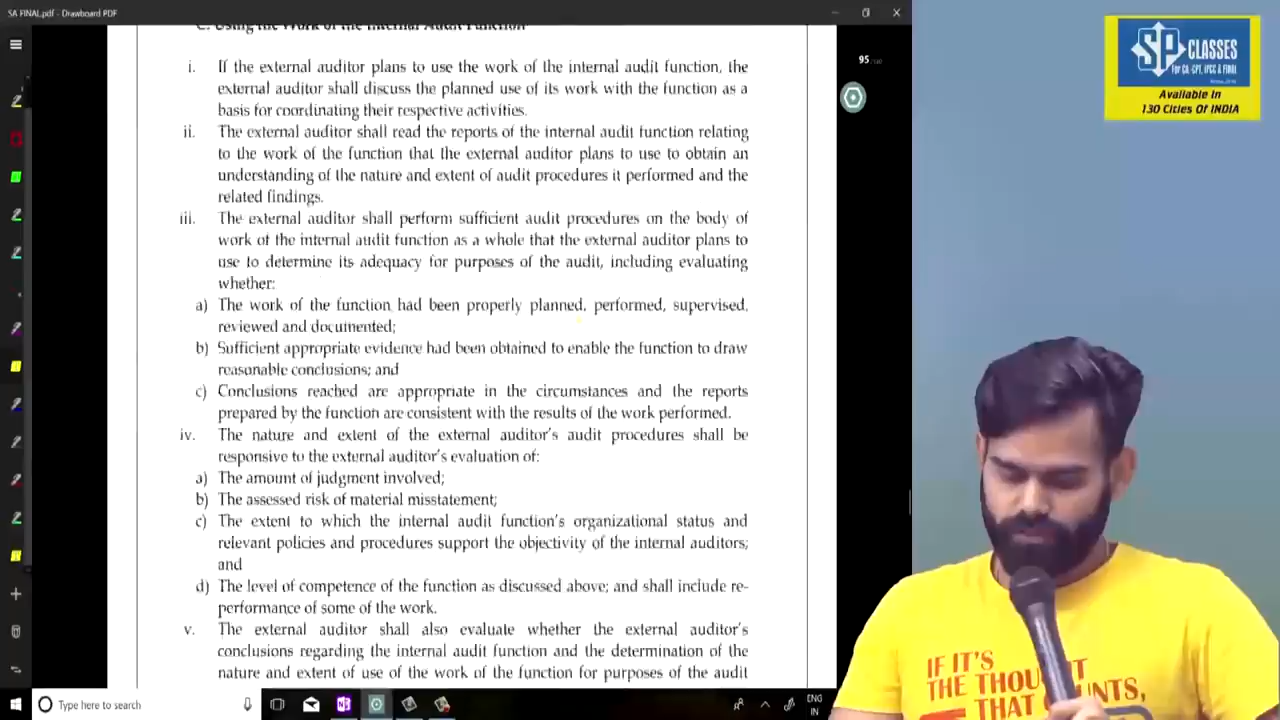 SA FINAL.pdf - Drawboard PDF
C. Using the Work of the Internal Audit Function
95
i. If the external auditor plans to use the work of the internal audit function, the
external auditor shall discuss the planned use of its work with the function as a
basis for coordinating their respective activities.
ii. The external auditor shall read the reports of the internal audit function relating
to the work of the function that the external auditor plans to use to obtain an
understanding of the nature and extent of audit procedures it performed and the
related findings.
iii. The external auditor shall perform sufficient audit procedures on the body of
work of the internal audit function as a whole that the external auditor plans to
use to determine its adequacy for purposes of the audit, including evaluating
whether:
a) The work of the function had been properly planned, performed, supervised,
reviewed and documented;
b) Sufficient appropriate evidence had been obtained to enable the function to draw
reasonable conclusions; and
c) Conclusions reached are appropriate in the circumstances and the reports
prepared by the function are consistent with the results of the work performed.
iv. The nature and extent of the external auditor's audit procedures shall be
responsive to the external auditor's evaluation of:
a) The amount of judgment involved;
b) The assessed risk of material misstatement;
c) The extent to which the internal audit function's organizational status and
relevant policies and procedures support the objectivity of the internal auditors;
and
d) The level of competence of the function as discussed above; and shall include re-
performance of some of the work.
v. The external auditor shall also evaluate whether the external auditor's
conclusions regarding the internal audit function and the determination of the
nature and extent of use of the work of the function for purposes of the audit
SP CLASSES
For CA-CPT, IPCC & FINAL
Available In
130 Cities Of INDIA
IF IT'S
THE THOU T
THAT UNTS,
Type here to search
ENG
IN